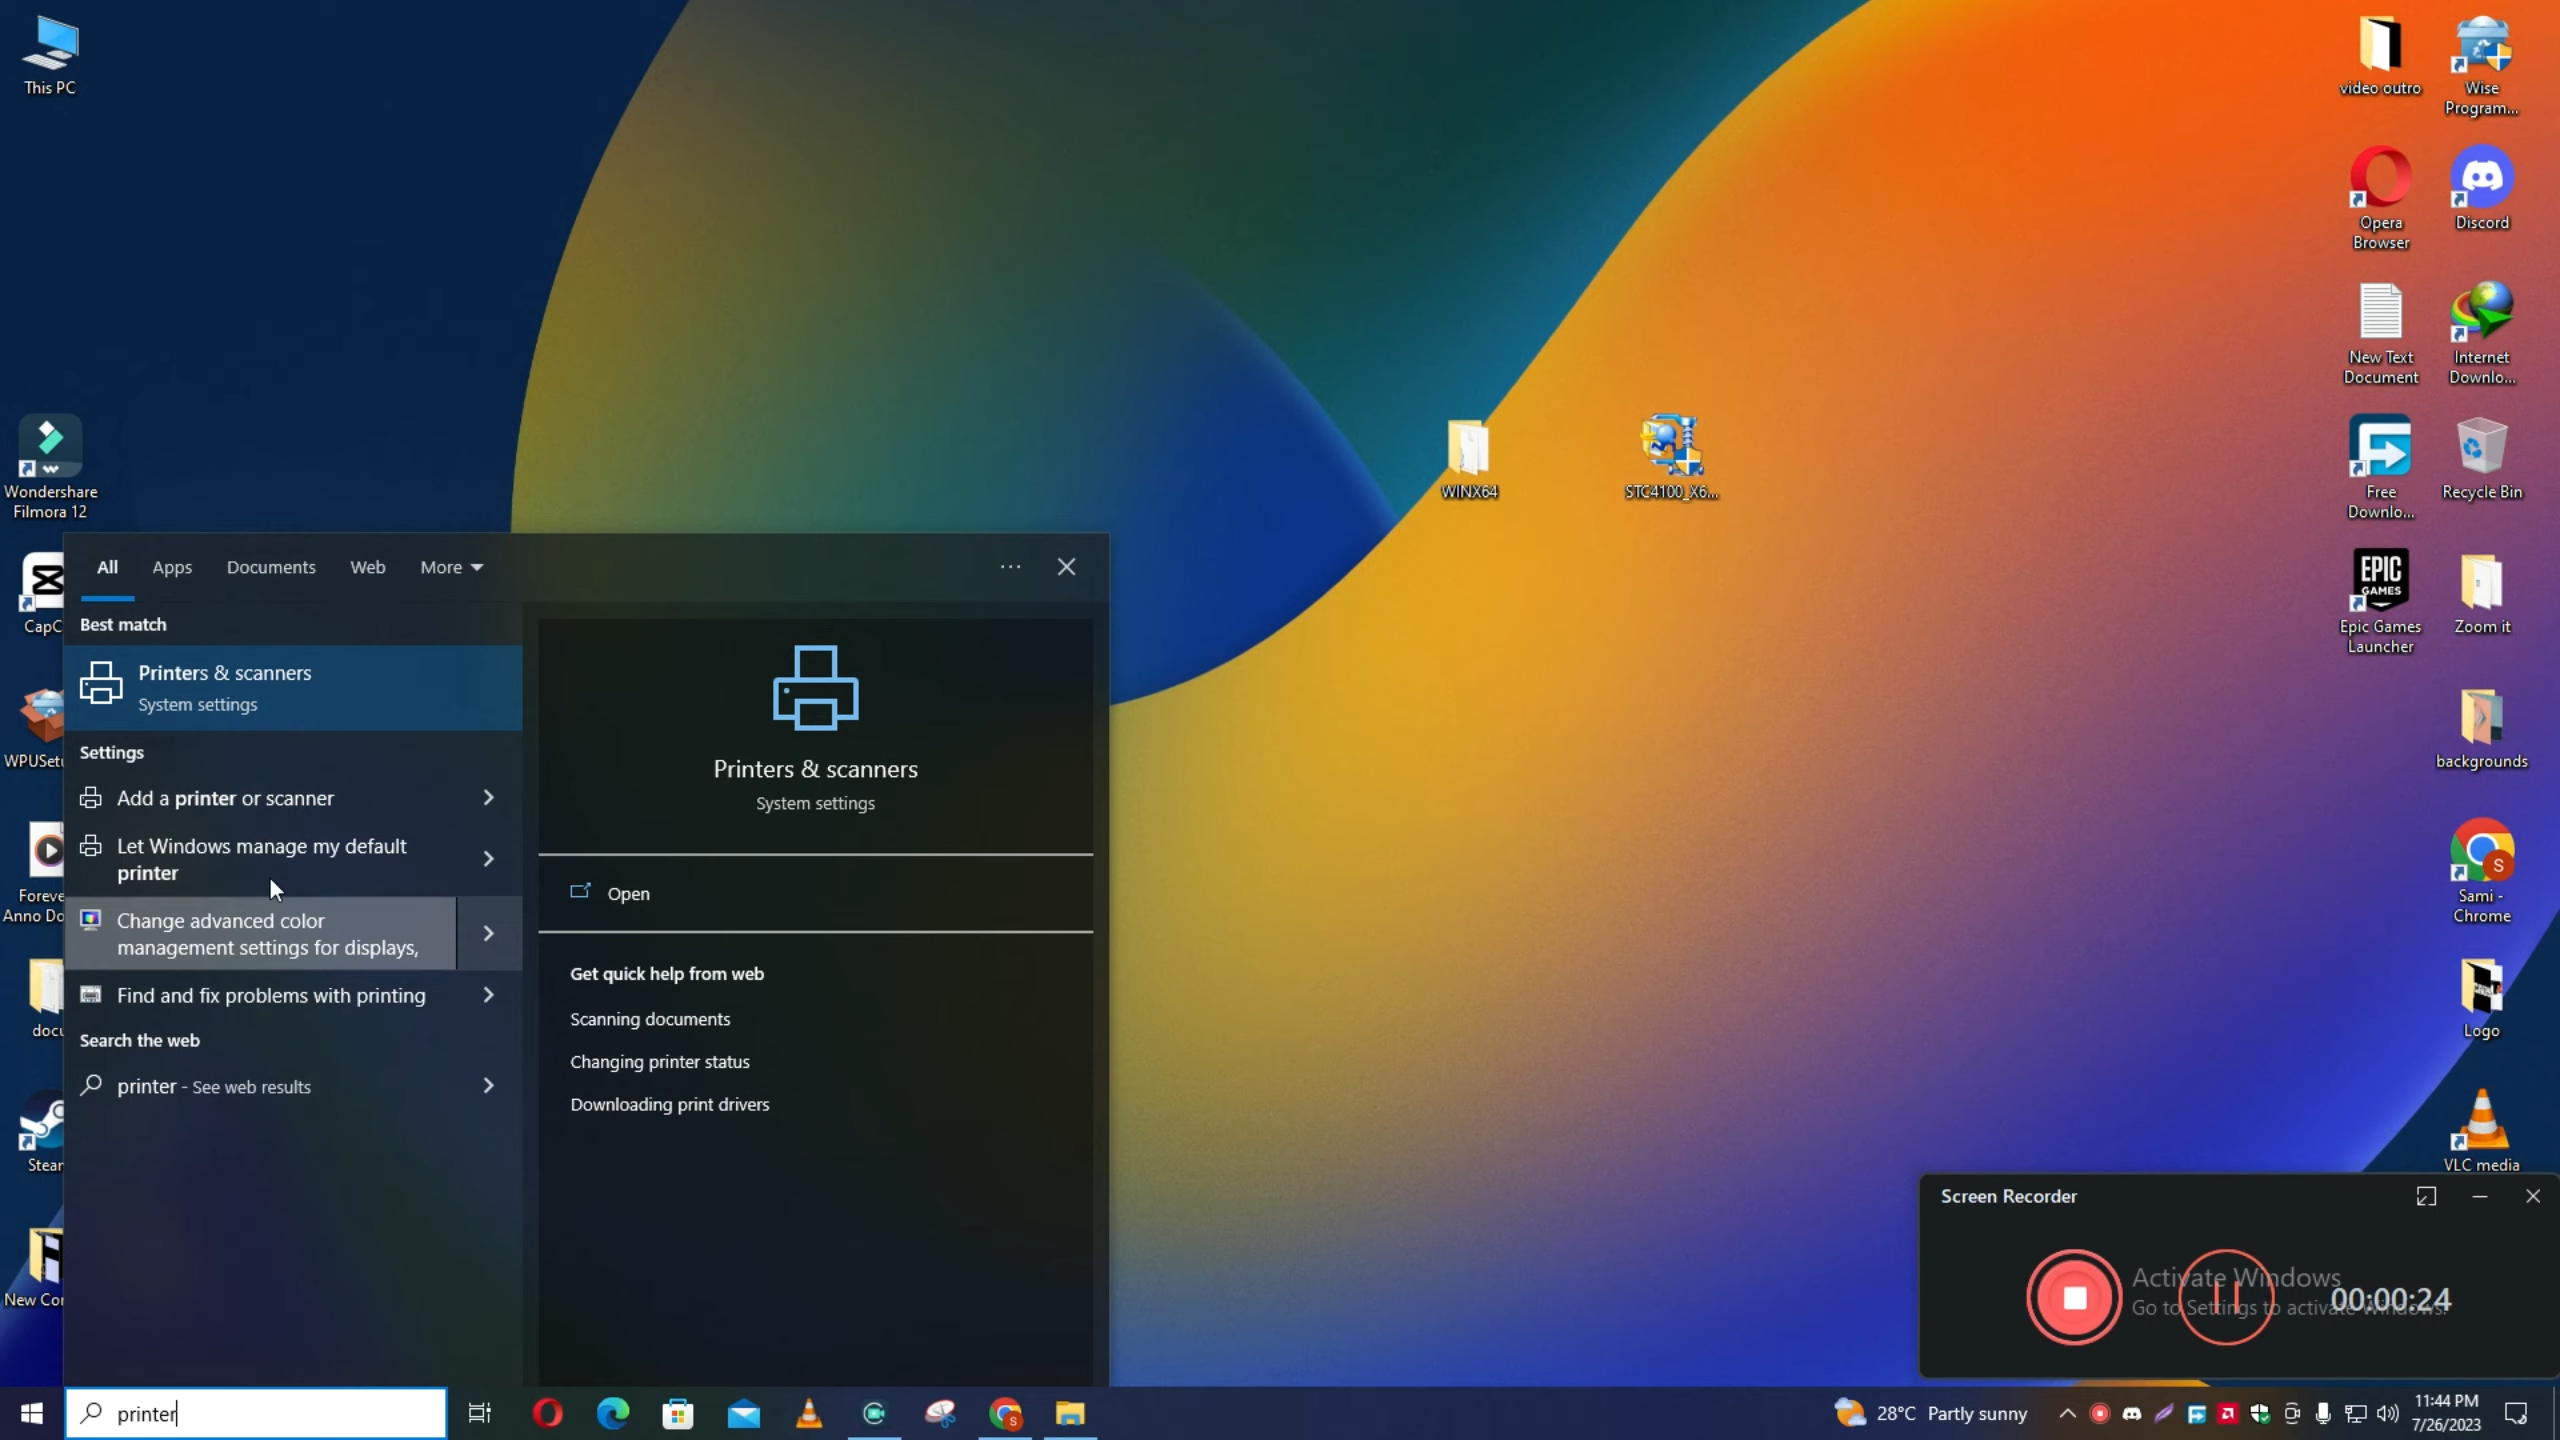 This PC
Wondershare
Filmora 12
CapC
WPUSetu
Foreve
Anno Do
docu
Stear
New Cor
All
Apps
Documents
Web
More
Best match
Printers & scanners
System settings
Settings
Add a printer or scanner
Let Windows manage my default
printer
Change advanced color
management settings for displays,
Find and fix problems with printing
Search the web
printer - See web results
Printers & scanners
System settings
Open
Get quick help from web
Scanning documents
Changing printer status
Downloading print drivers
WINX64
STC4100_X6...
video outro
Wise
Program...
Opera
Browser
Discord
New Text
Document
Internet
Downlo...
Free
Downlo...
Recycle Bin
EPIC
GAMES
Epic Games
Launcher
Zoom it
backgrounds
S
Sami -
Chrome
Logo
VLC media
Screen Recorder
Activate Windows
Go to Settings to activate Windows.
00:00:24
printer
S
28°C Partly sunny
11:44 PM
7/26/2023